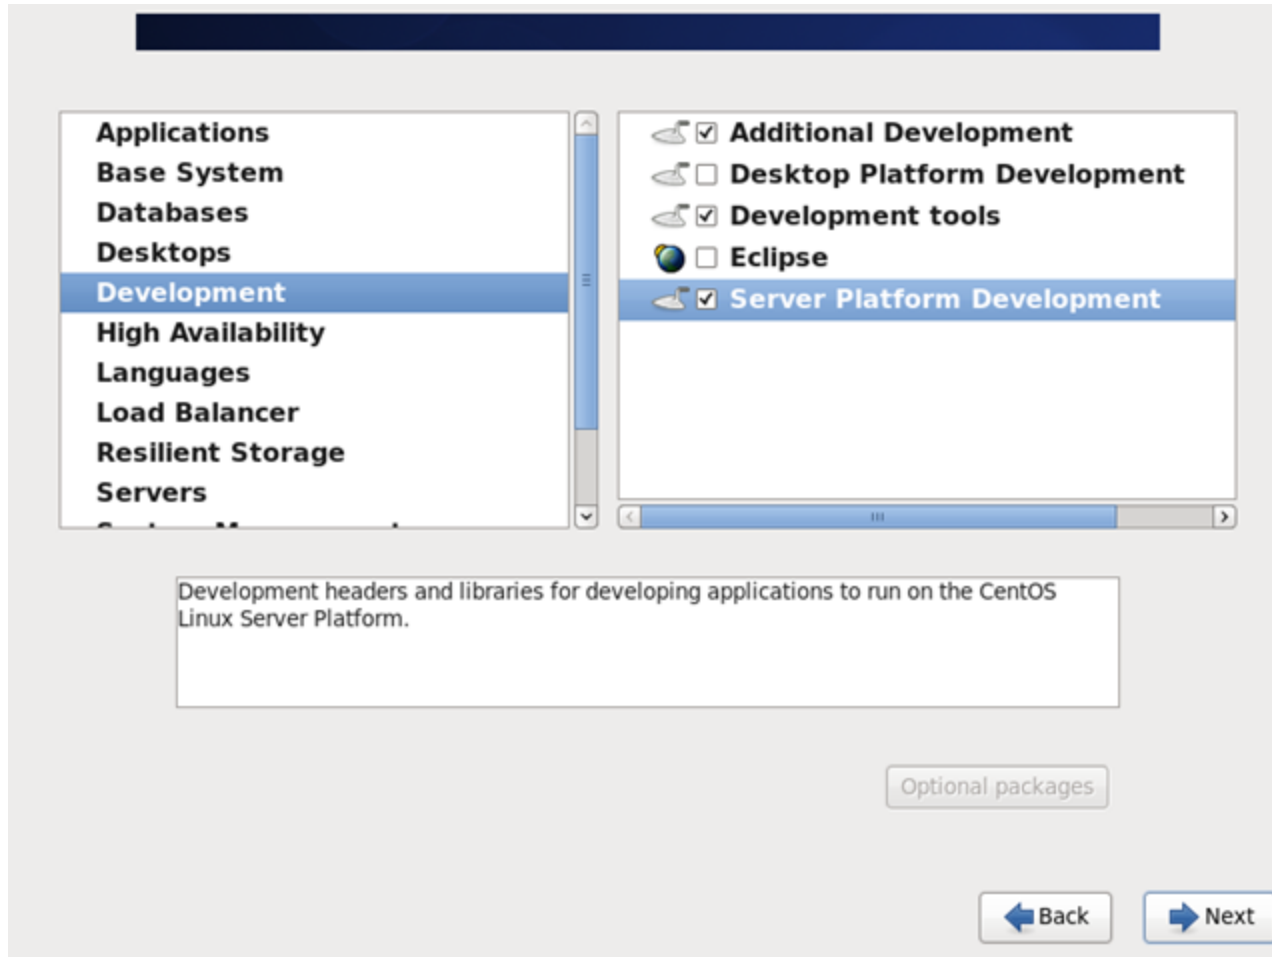 Applications
Base System
Databases
Desktops
Development
High Availability
Languages
Load Balancer
Resilient Storage
Servers
Additional Development
Desktop Platform Development
Development tools
Eclipse
Server Platform Development
Development headers and libraries for developing applications to run on the CentOS
Linux Server Platform.
Optional packages
Back
Next